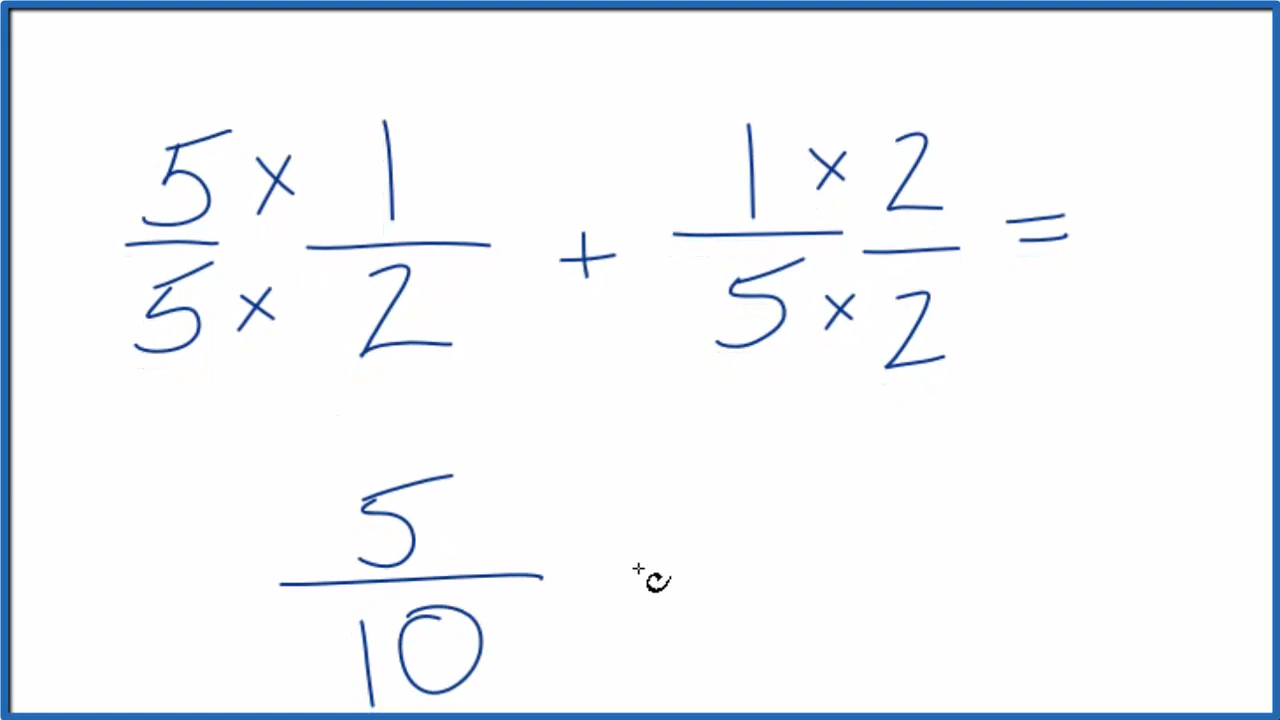 5/5 × 1/2 + 1/5 × 2/2 =
5/10